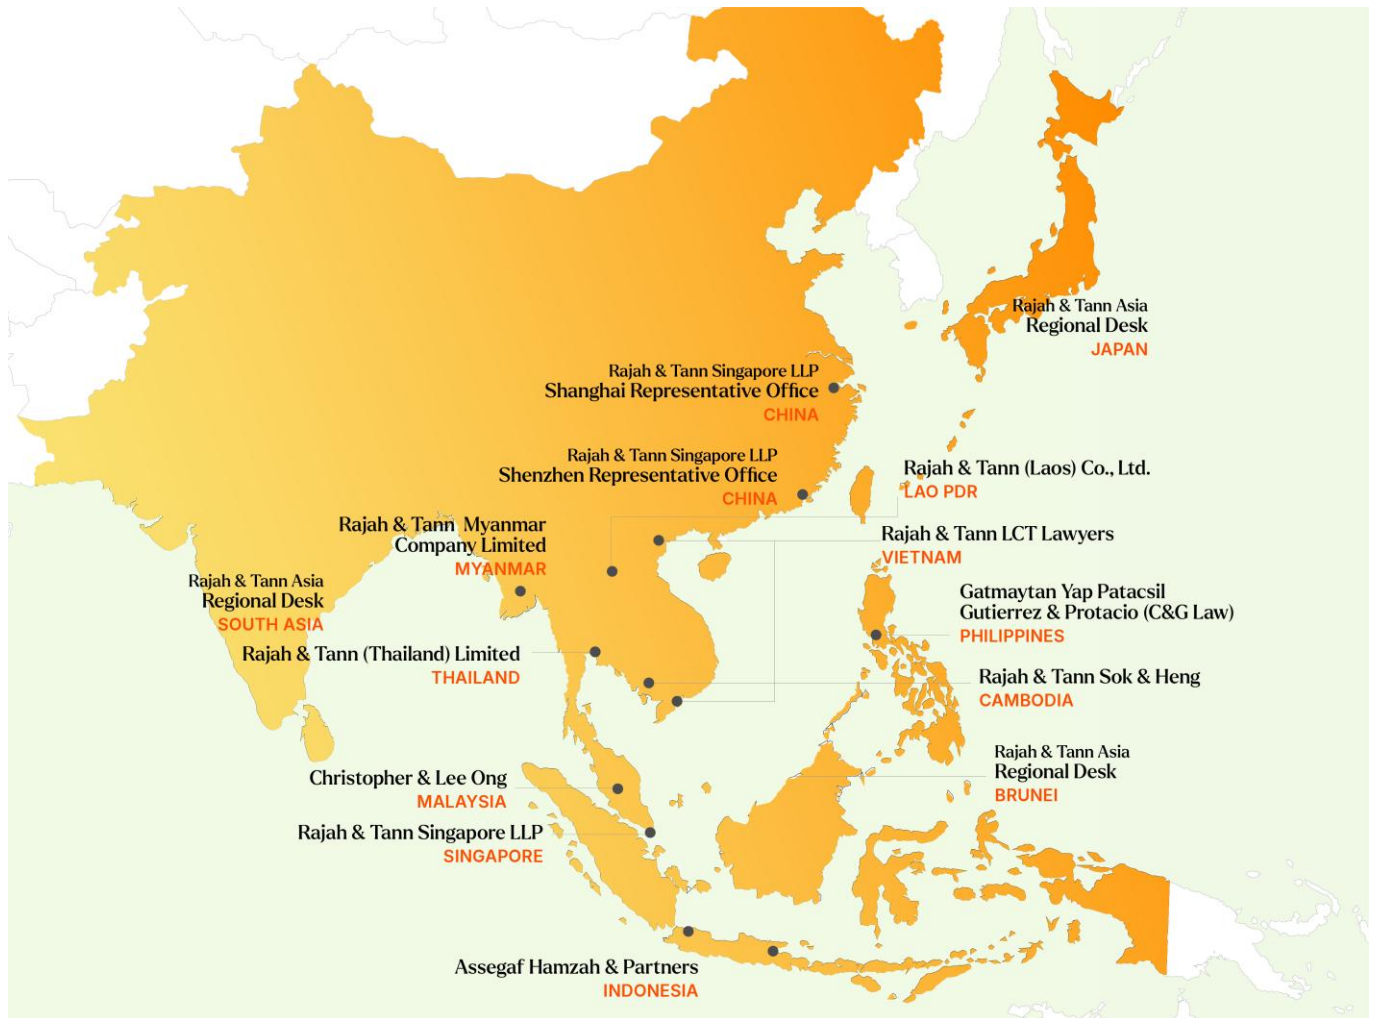 Rajah & Tann Asia
Regional Desk
JAPAN
Rajah & Tann Singapore LLP
Shanghai Representative Office
CHINA
Rajah & Tann Singapore LLP
Shenzhen Representative Office
CHINA
Rajah & Tann (Laos) Co., Ltd.
LAO PDR
Rajah & Tann Myanmar
Company Limited
MYANMAR
Rajah & Tann LCT Lawyers
VIETNAM
Rajah & Tann Asia
Regional Desk
SOUTH ASIA
Gatmaytan Yap Patacsil
Gutierrez & Protacio (C&G Law)
PHILIPPINES
Rajah & Tann (Thailand) Limited
THAILAND
Rajah & Tann Sok & Heng
CAMBODIA
Rajah & Tann Asia
Regional Desk
BRUNEI
Christopher & Lee Ong
MALAYSIA
Rajah & Tann Singapore LLP
SINGAPORE
Assegaf Hamzah & Partners
INDONESIA